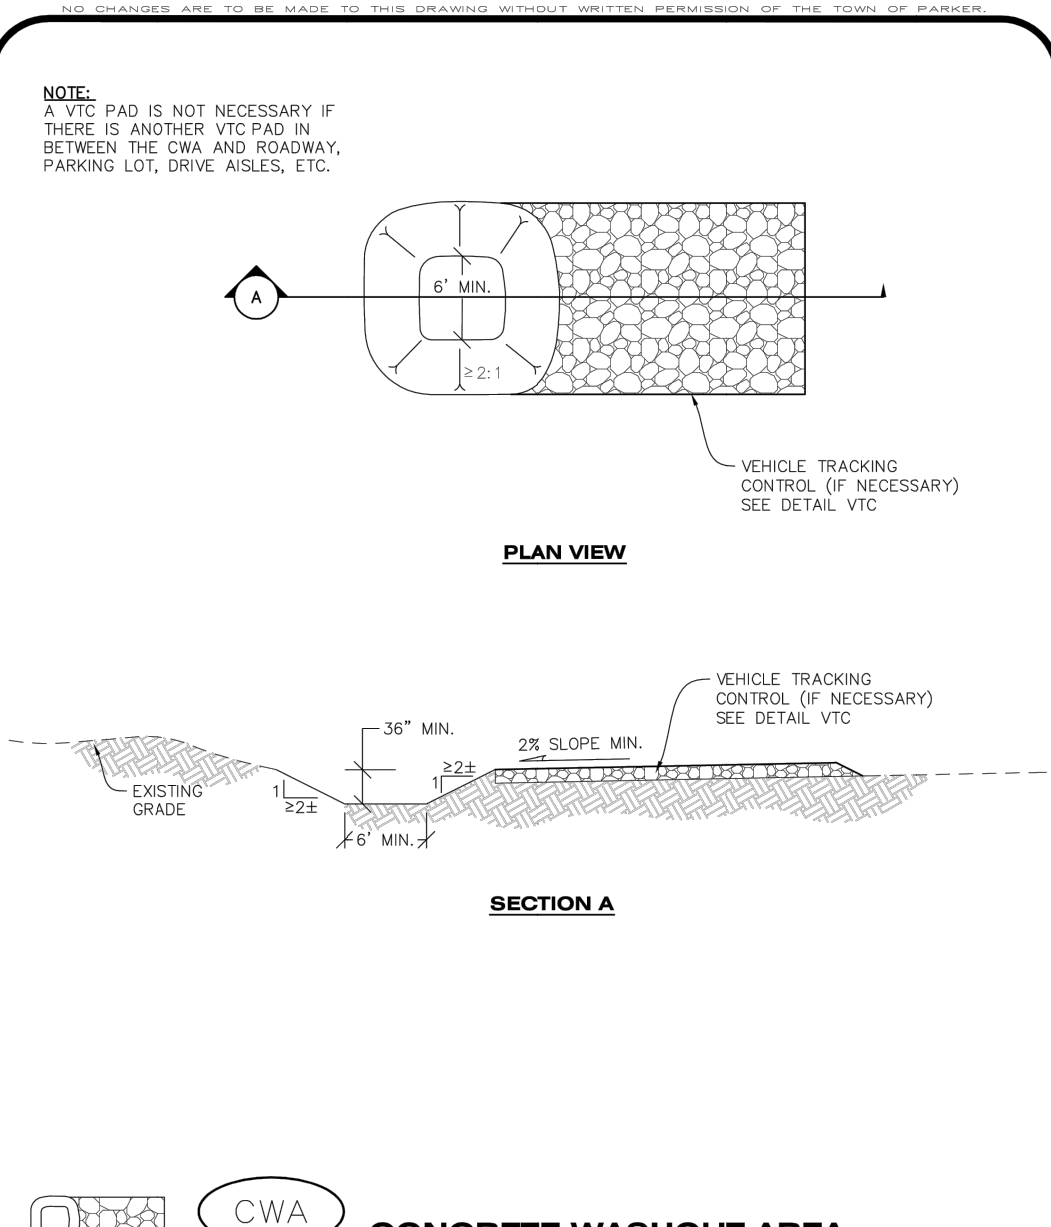 NO CHANGES ARE TO BE MADE TO THIS DRAWING WITHOUT WRITTEN PERMISSION OF THE TOWN OF PARKER.
NOTE:
A VTC PAD IS NOT NECESSARY IF
THERE IS ANOTHER VTC PAD IN
BETWEEN THE CWA AND ROADWAY,
PARKING LOT, DRIVE AISLES, ETC.
6' MIN.
A
≥2:1
VEHICLE TRACKING
CONTROL (IF NECESSARY)
SEE DETAIL VTC
PLAN VIEW
VEHICLE TRACKING
CONTROL (IF NECESSARY)
SEE DETAIL VTC
36" MIN.
2% SLOPE MIN.
≥2±
1
EXISTING
GRADE
1
≥2±
6' MIN.
SECTION A
CWA
CONCRETE WASHOUT AREA